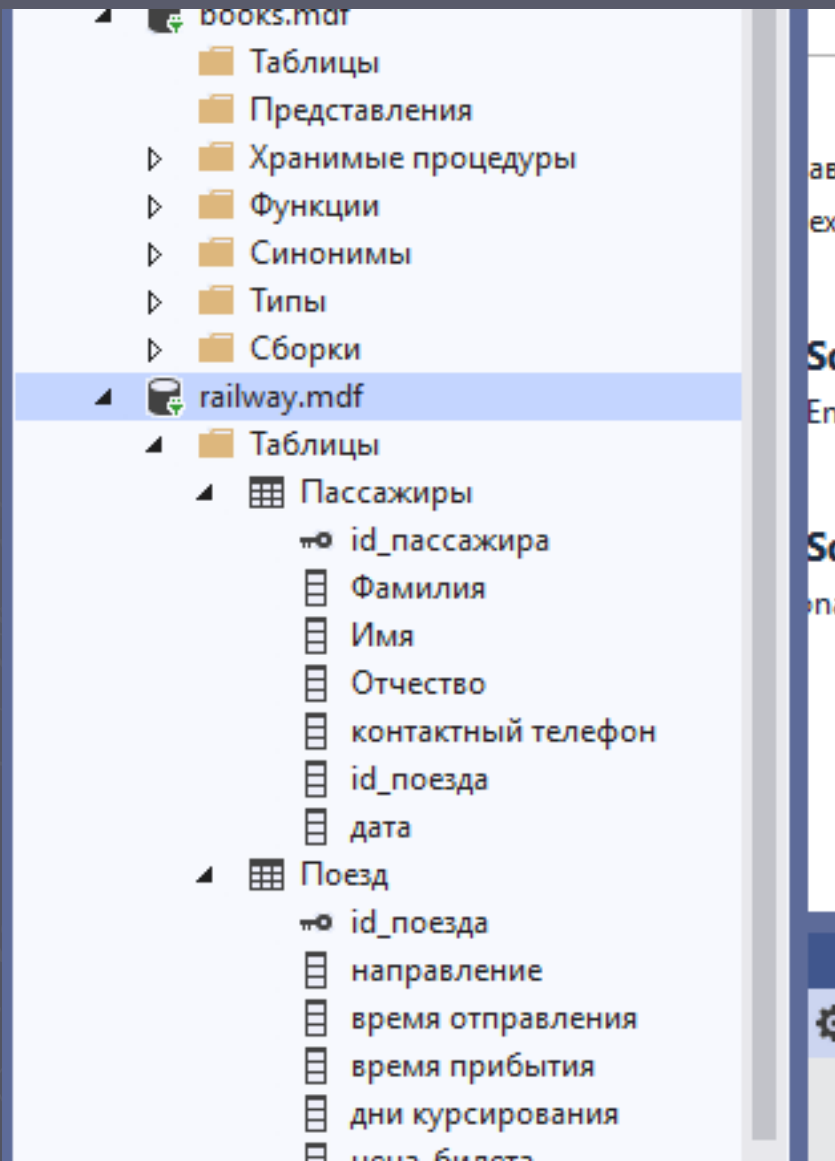 books.mdf
Таблицы
Представления
Хранимые процедуры
Функции
Синонимы
Типы
Сборки
railway.mdf
Таблицы
Пассажиры
id_пассажира
Фамилия
Имя
Отчество
контактный телефон
id_поезда
дата
Поезд
id_поезда
направление
время отправления
время прибытия
дни курсирования